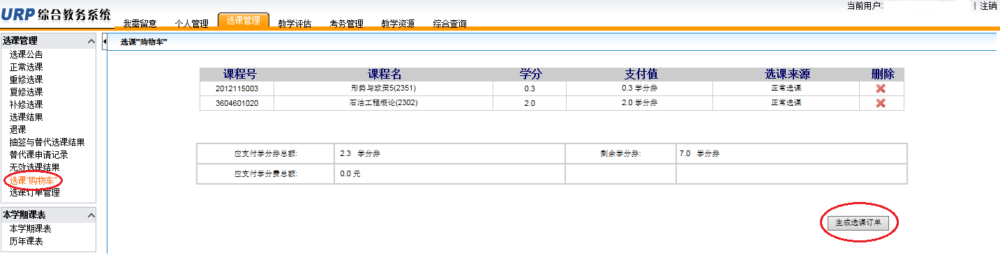 当前用户: | 注销
URP 综合教务系统
我需留意 个人管理 选课管理 教学评估 考务管理 教学资源 综合查询
选课管理
选课公告
正常选课
重修选课
复修选课
补修选课
选课结果
退课
抽签与替代选课结果
替代课申请记录
无效选课结果
选课“购物车”
选课订单管理
本学期课表
本学期课表
历年课表
选课"购物车"
课程号 课程名 学分 支付值 选课来源 删除
2012115003 形势与政策5(2351) 0.3 0.3 学分券 正常选课
3604601020 石油工程概论(2302) 2.0 2.0 学分券 正常选课
应支付学分券总额: 2.3 学分券 剩余学分券: 7.0 学分券
应支付学分费总额: 0.0 元
生成选课订单